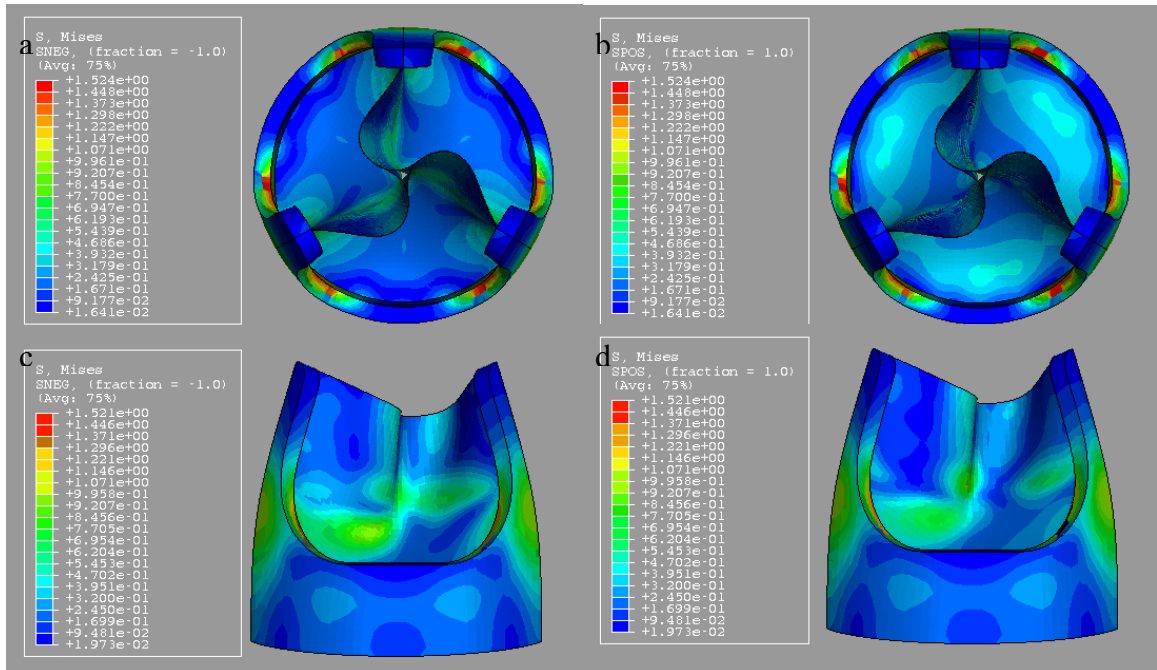 a
S, Mises
SNEG, (fraction = -1.0)
(Avg: 75%)
+1.524e+00
+1.448e+00
+1.373e+00
+1.298e+00
+1.222e+00
+1.147e+00
+1.071e+00
+9.961e-01
+9.207e-01
+8.454e-01
+7.700e-01
+6.947e-01
+6.193e-01
+5.439e-01
+4.686e-01
+3.932e-01
+3.179e-01
+2.425e-01
+1.671e-01
+9.177e-02
+1.641e-02
b
S, Mises
SPOS, (fraction = 1.0)
(Avg: 75%)
+1.524e+00
+1.448e+00
+1.373e+00
+1.298e+00
+1.222e+00
+1.147e+00
+1.071e+00
+9.961e-01
+9.207e-01
+8.454e-01
+7.700e-01
+6.947e-01
+6.193e-01
+5.439e-01
+4.686e-01
+3.932e-01
+3.179e-01
+2.425e-01
+1.671e-01
+9.177e-02
+1.641e-02
c
S, Mises
SNEG, (fraction = -1.0)
(Avg: 75%)
+1.521e+00
+1.446e+00
+1.371e+00
+1.296e+00
+1.221e+00
+1.146e+00
+1.071e+00
+9.958e-01
+9.207e-01
+8.456e-01
+7.705e-01
+6.954e-01
+6.204e-01
+5.453e-01
+4.702e-01
+3.951e-01
+3.200e-01
+2.450e-01
+1.699e-01
+9.481e-02
+1.973e-02
d
S, Mises
SPOS, (fraction = 1.0)
(Avg: 75%)
+1.521e+00
+1.446e+00
+1.371e+00
+1.296e+00
+1.221e+00
+1.146e+00
+1.071e+00
+9.958e-01
+9.207e-01
+8.456e-01
+7.705e-01
+6.954e-01
+6.204e-01
+5.453e-01
+4.702e-01
+3.951e-01
+3.200e-01
+2.450e-01
+1.699e-01
+9.481e-02
+1.973e-02